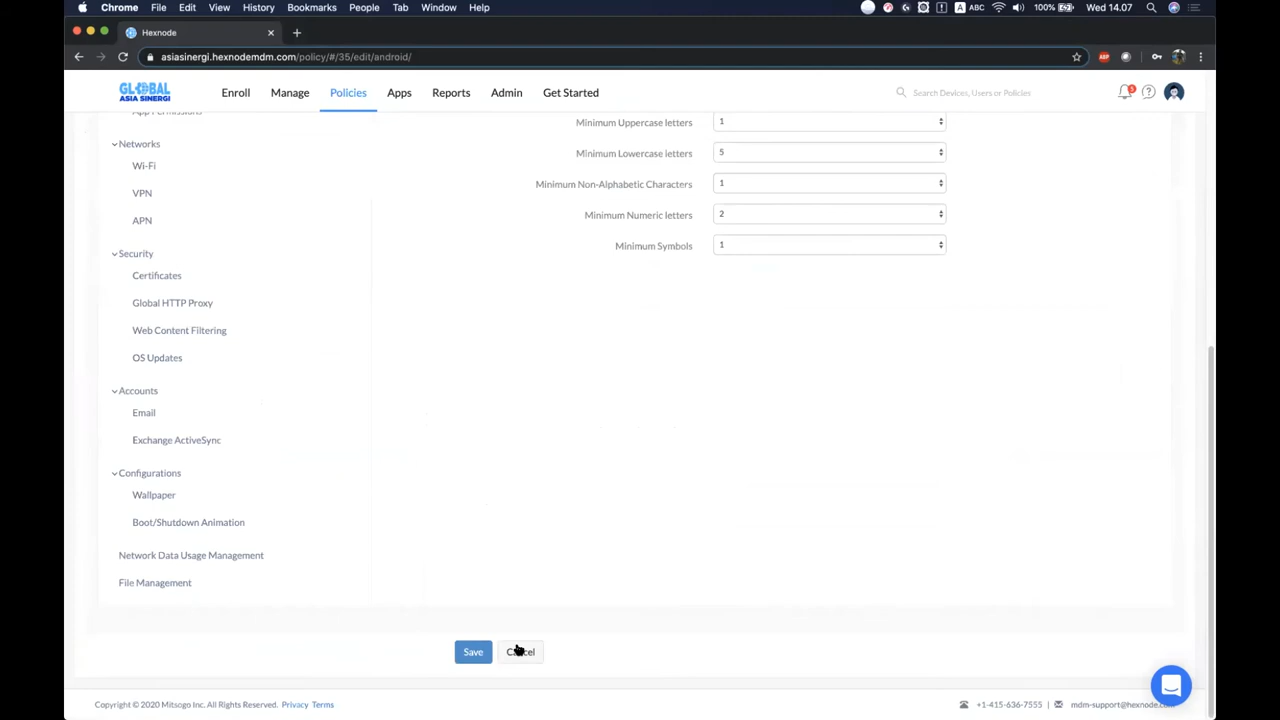 Chrome File Edit View History Bookmarks People Tab Window Help ABC 100% Wed 14.07
Hexnode
asiasinergi.hexnodemdm.com/policy/#/35/edit/android/
GLOBAL
ASIA SINERGI
Enroll Manage Policies Apps Reports Admin Get Started Search Devices, Users or Policies
App Permissions
Minimum Uppercase letters 1
Networks
Minimum Lowercase letters 5
Wi-Fi
Minimum Non-Alphabetic Characters 1
VPN
Minimum Numeric letters 2
APN
Minimum Symbols 1
Security
Certificates
Global HTTP Proxy
Web Content Filtering
OS Updates
Accounts
Email
Exchange ActiveSync
Configurations
Wallpaper
Boot/Shutdown Animation
Network Data Usage Management
File Management
Save Cancel
Copyright © 2020 Mitsogo Inc. All Rights Reserved. Privacy Terms +1-415-636-7555 | mdm-support@hexnode.com